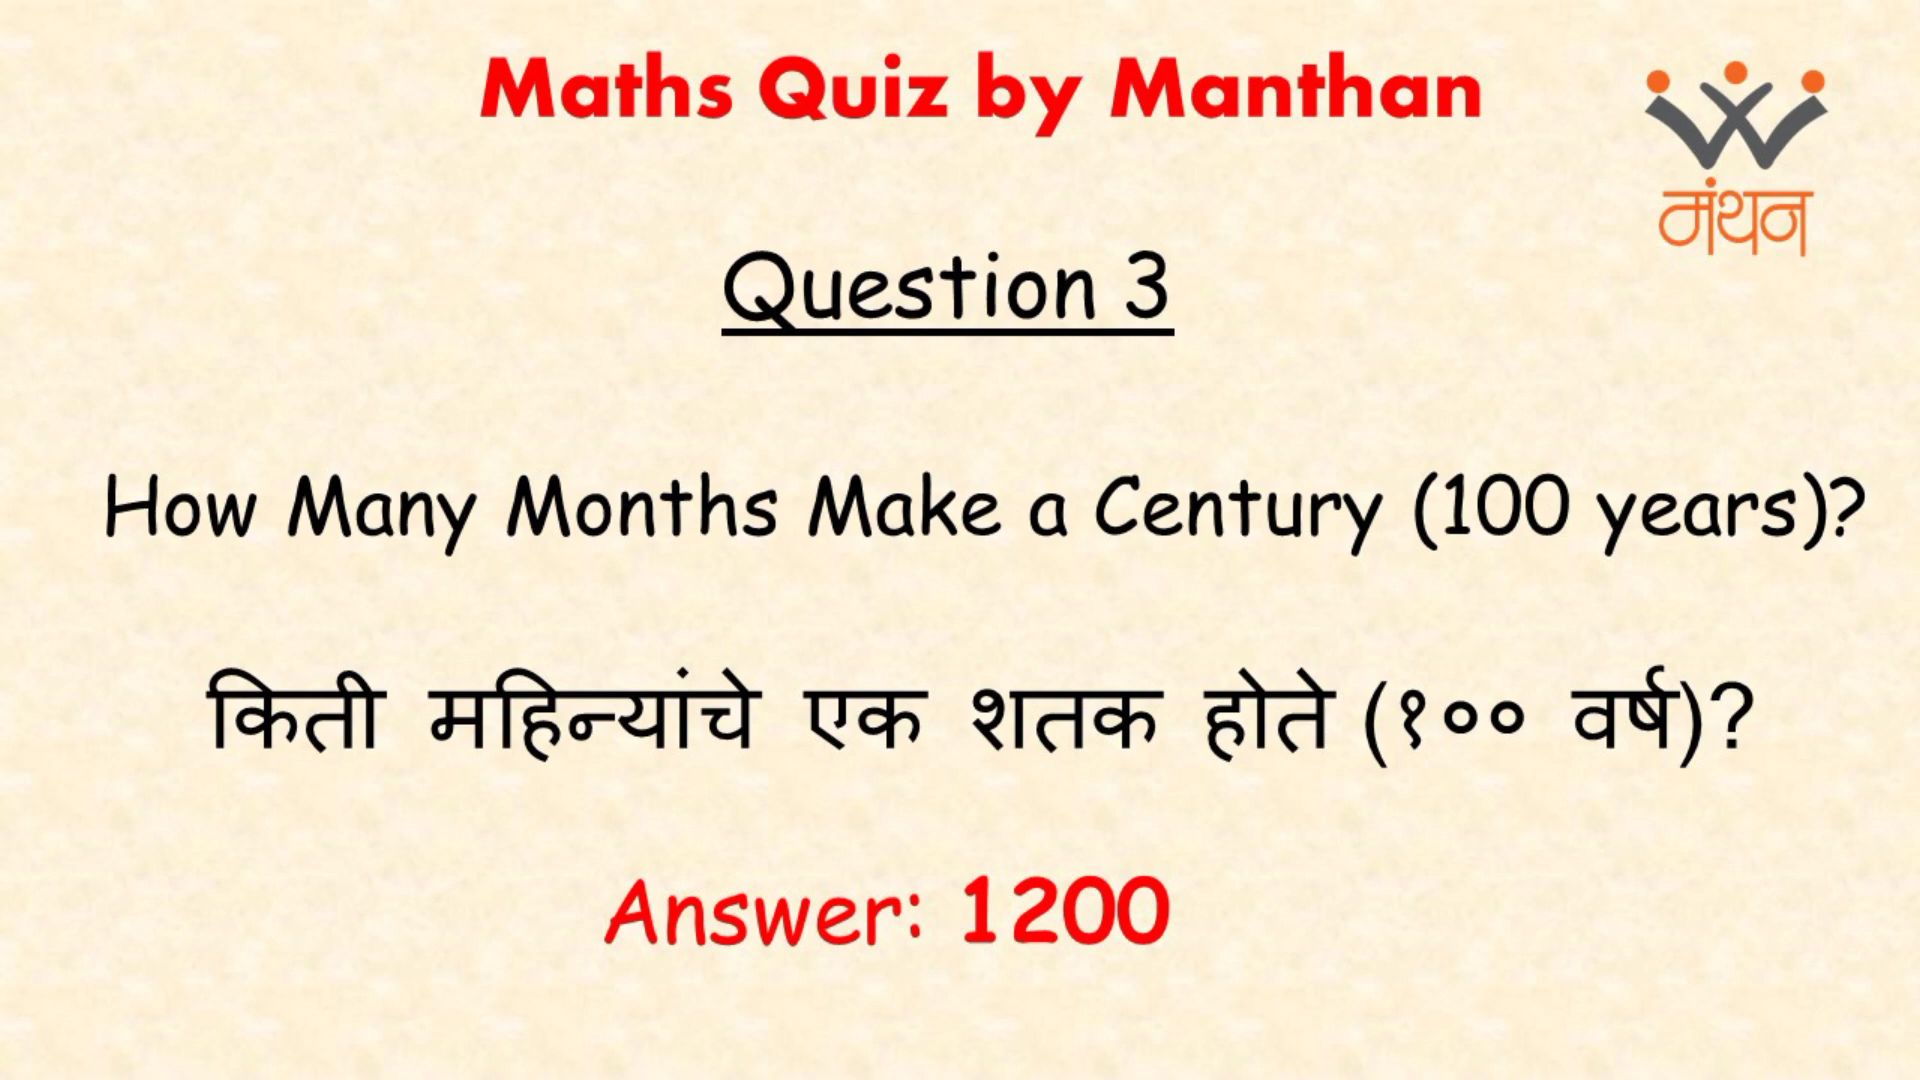 Maths Quiz by Manthan
मंथन
Question 3
How Many Months Make a Century (100 years)?
किती महिन्यांचे एक शतक होते (१०० वर्ष)?
Answer: 1200